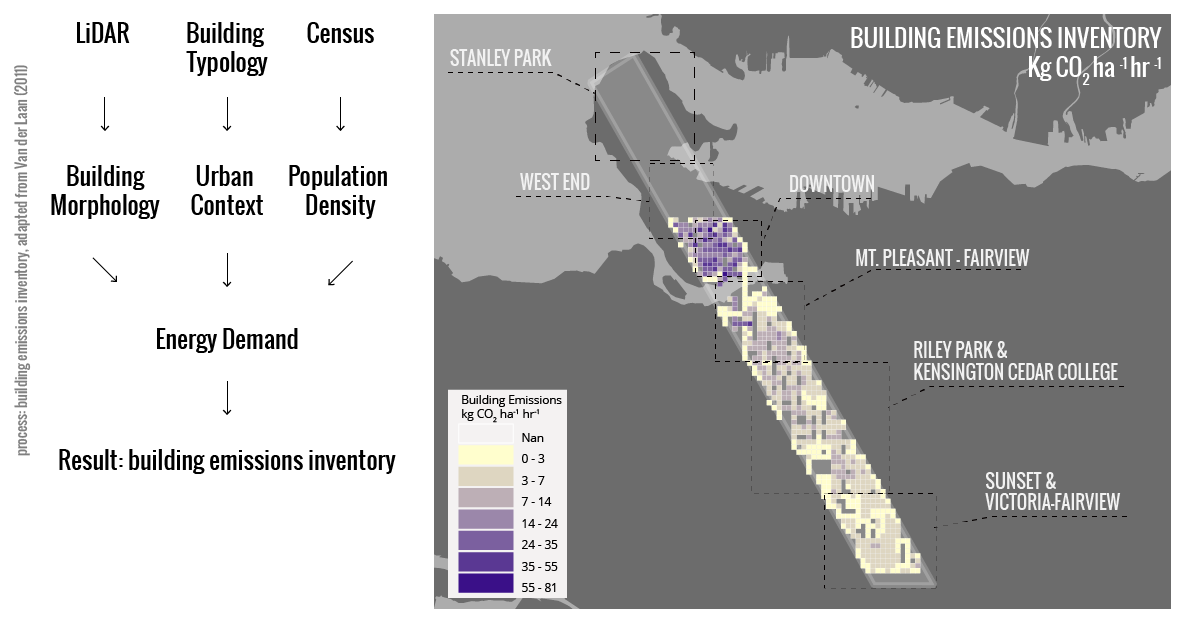 process: building emissions inventory, adapted from Van der Laan (2011)
LiDAR
Building
Typology
Census
Building
Morphology
Urban
Context
Population
Density
Energy Demand
Result: building emissions inventory
BUILDING EMISSIONS INVENTORY
Kg CO2 ha -1 hr -1
STANLEY PARK
WEST END
DOWNTOWN
MT. PLEASANT - FAIRVIEW
RILEY PARK &
KENSINGTON CEDAR COLLEGE
SUNSET &
VICTORIA-FAIRVIEW
Building Emissions
kg CO2 ha-1 hr-1
Nan
0 - 3
3 - 7
7 - 14
14 - 24
24 - 35
35 - 55
55 - 81